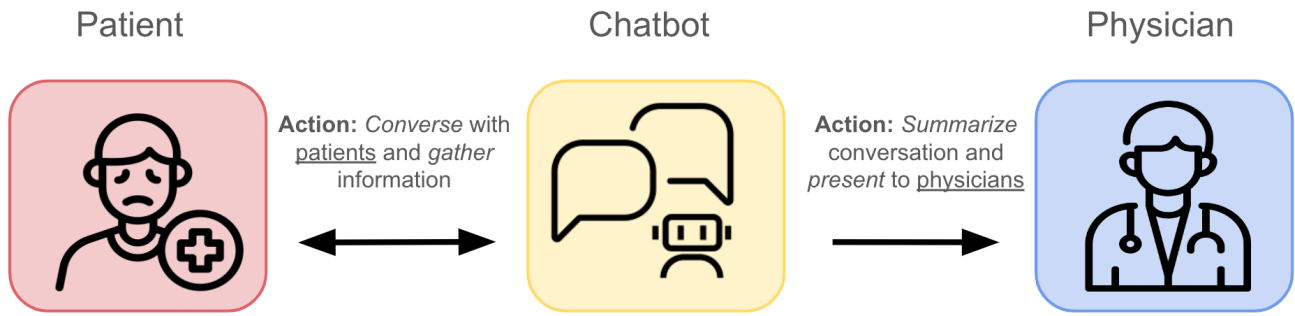 Patient
Chatbot
Physician
Action: Converse with
patients and gather
information
Action: Summarize
conversation and
present to physicians